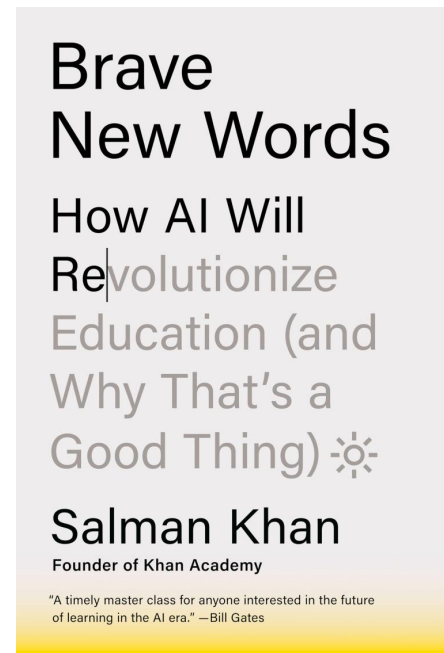 Brave
New Words
How AI Will
Revolutionize
Education (and
Why That's a
Good Thing)
Salman Khan
Founder of Khan Academy
“A timely master class for anyone interested in the future
of learning in the AI era.” —Bill Gates